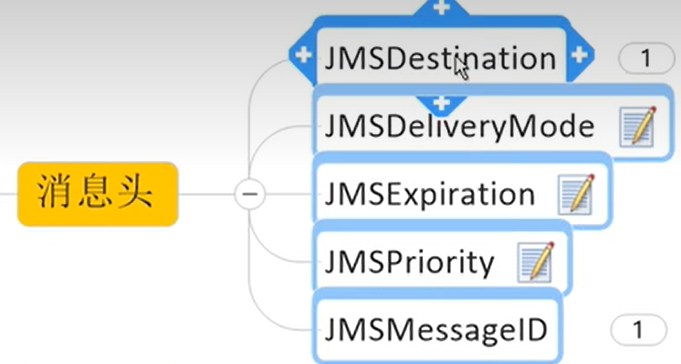 JMSDestination
1
JMSDeliveryMode
消息头
JMSExpiration
JMSPriority
JMSMessageID
1